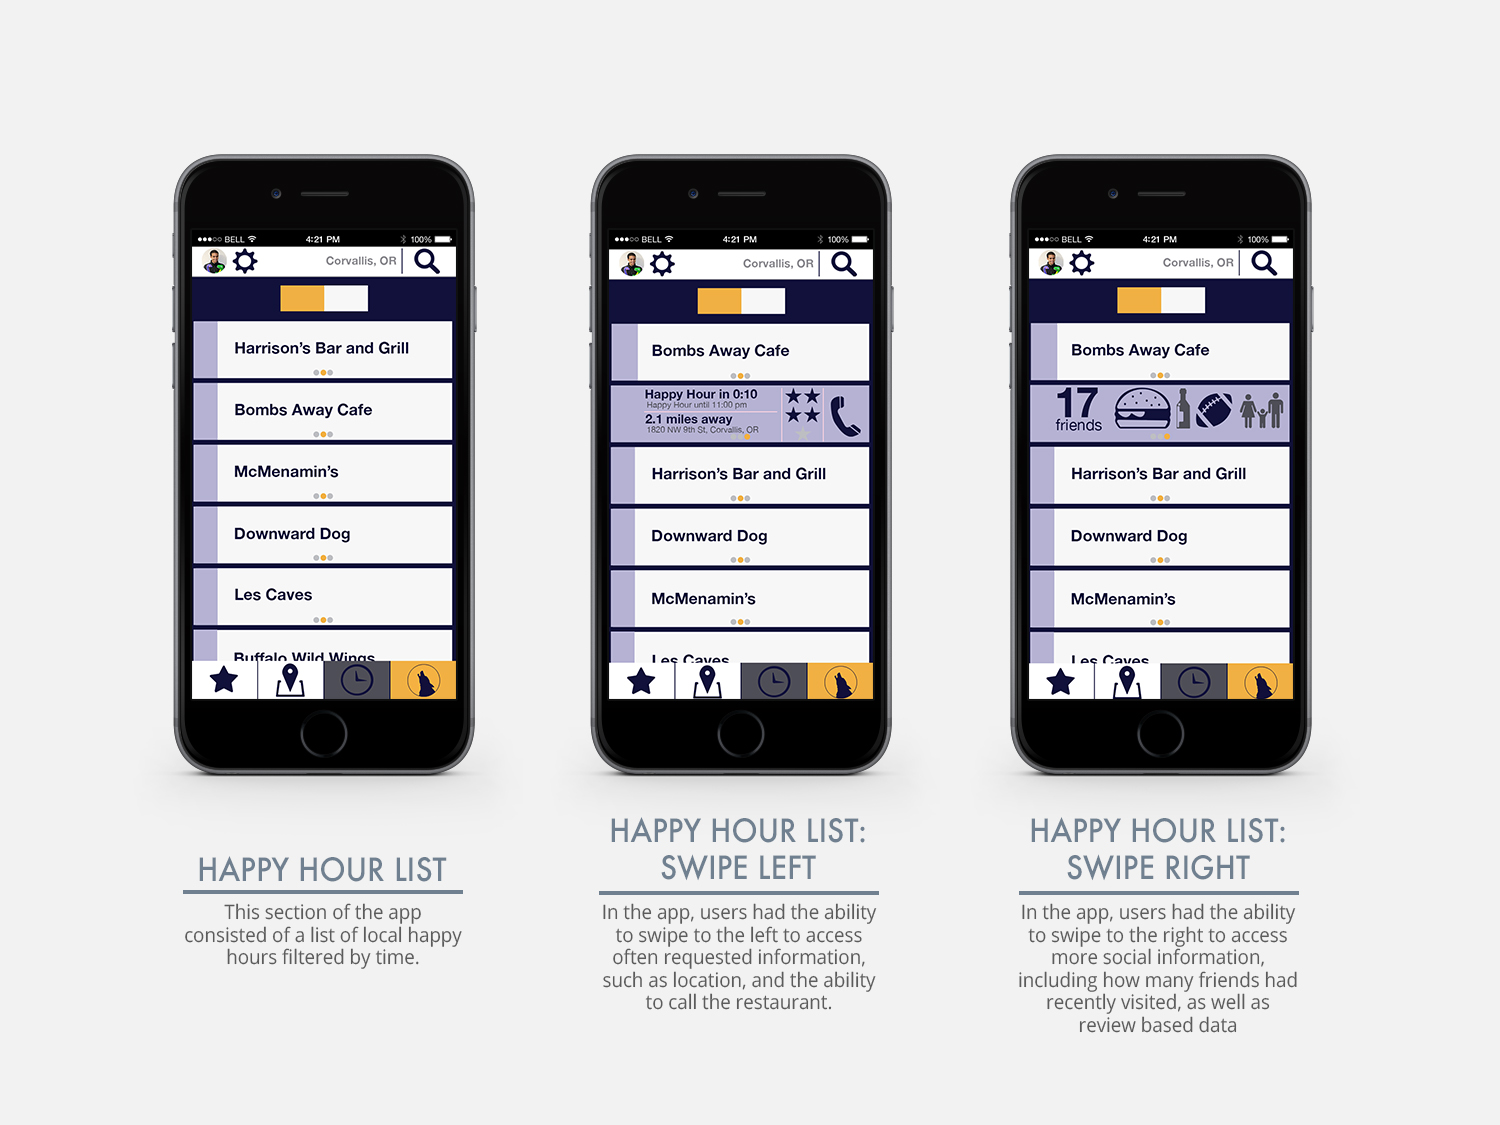 ●●●○○ BELL 4:21 PM 100%
Corvallis, OR
Harrison's Bar and Grill
Bombs Away Cafe
McMenamin's
Downward Dog
Les Caves
Buffalo Wild Wings
HAPPY HOUR LIST
This section of the app
consisted of a list of local happy
hours filtered by time.
●●●○○ BELL 4:21 PM 100%
Corvallis, OR
Bombs Away Cafe
Happy Hour in 0:10
Happy Hour until 11:00 pm
2.1 miles away
1820 NW 9th St, Corvallis, OR
Harrison's Bar and Grill
Downward Dog
McMenamin's
Les Caves
HAPPY HOUR LIST:
SWIPE LEFT
In the app, users had the ability
to swipe to the left to access
often requested information,
such as location, and the ability
to call the restaurant.
●●●○○ BELL 4:21 PM 100%
Corvallis, OR
Bombs Away Cafe
17
friends
Harrison's Bar and Grill
Downward Dog
McMenamin's
Les Caves
HAPPY HOUR LIST:
SWIPE RIGHT
In the app, users had the ability
to swipe to the right to access
more social information,
including how many friends had
recently visited, as well as
review based data